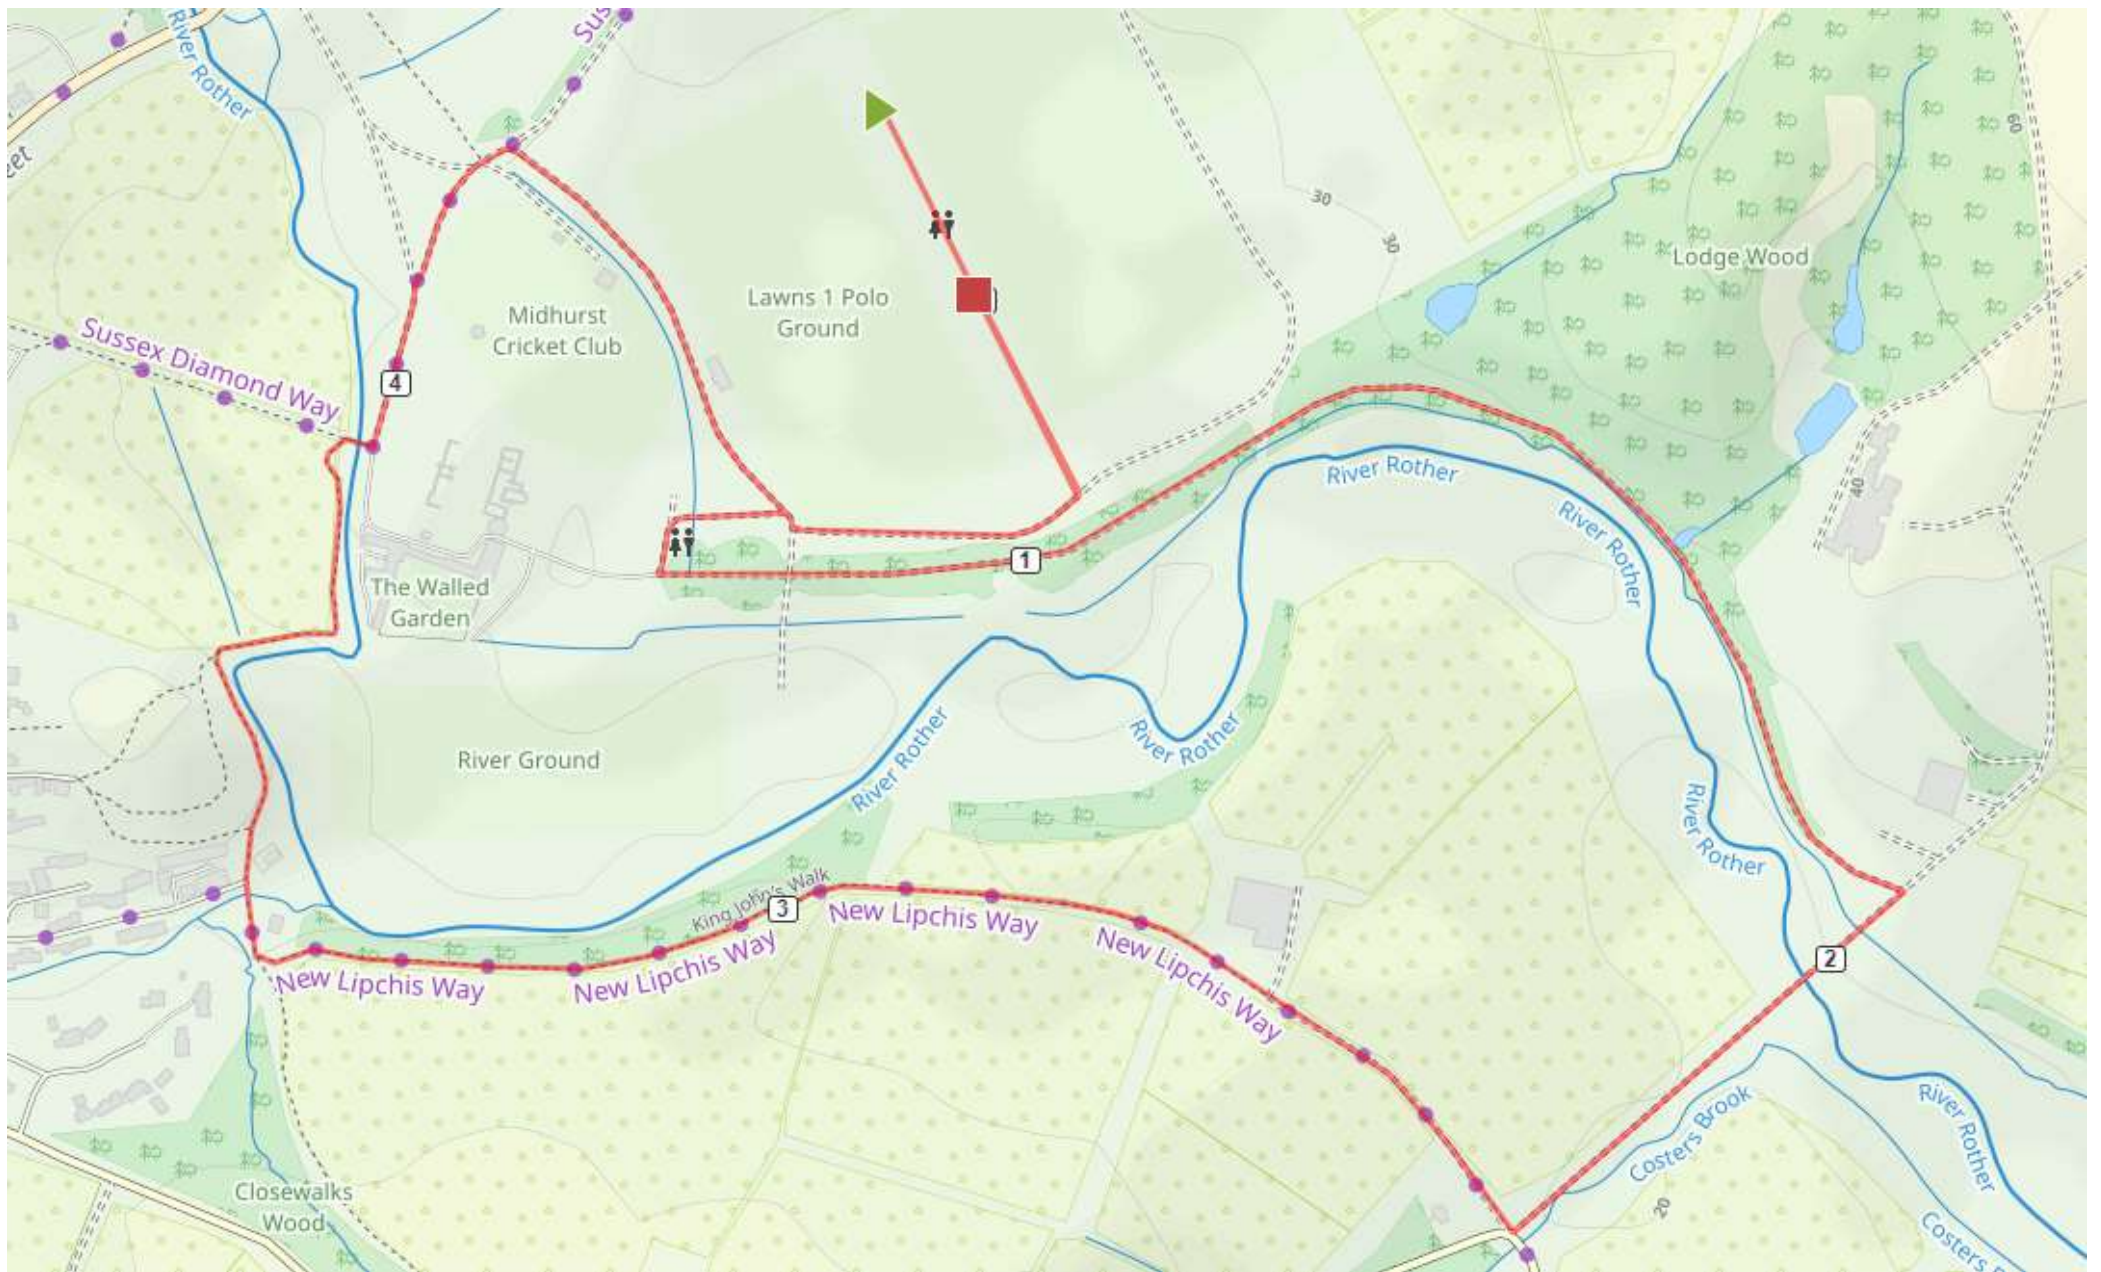 River Rother
Sus
eet
60
30
30
Lodge Wood
Lawns 1 Polo
Ground
Midhurst
Cricket Club
Sussex Diamond Way
4
River Rother
40
River Rother
1
The Walled
Garden
River Rother
River Rother
River Ground
River Rother
King John's Walk
3
New Lipchis Way
New Lipchis Way
New Lipchis Way
New Lipchis Way
2
Costers Brook
River Rother
Closewalks
Wood
20
Costers